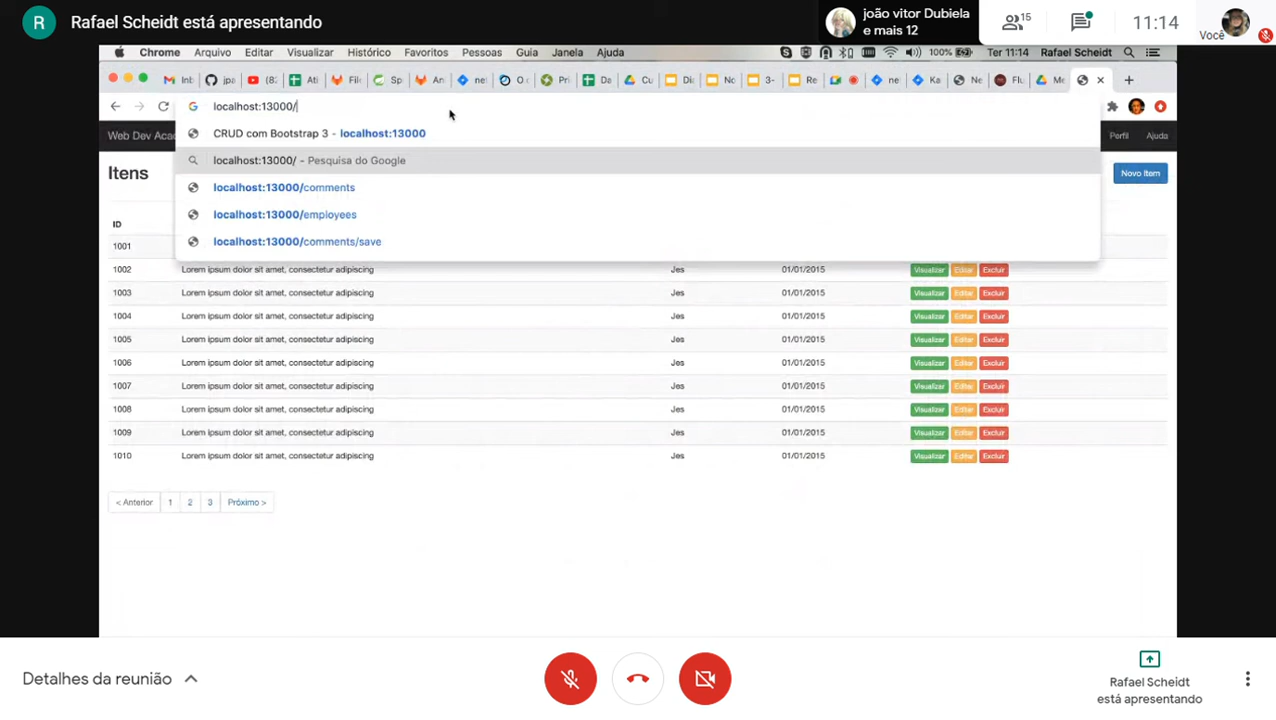 R Rafael Scheidt está apresentando
joão vitor Dubiela
e mais 12
15
11:14
Você
Chrome Arquivo Editar Visualizar Histórico Favoritos Pessoas Guia Janela Ajuda 100% Ter 11:14 Rafael Scheidt
localhost:13000/
CRUD com Bootstrap 3 - localhost:13000
localhost:13000/ - Pesquisa do Google
localhost:13000/comments
localhost:13000/employees
localhost:13000/comments/save
Web Dev Aca Perfil Ajuda
Itens Novo Item
ID
1001
1002 Lorem ipsum dolor sit amet, consectetur adipiscing Jes 01/01/2015 Visualizar Editar Excluir
1003 Lorem ipsum dolor sit amet, consectetur adipiscing Jes 01/01/2015 Visualizar Editar Excluir
1004 Lorem ipsum dolor sit amet, consectetur adipiscing Jes 01/01/2015 Visualizar Editar Excluir
1005 Lorem ipsum dolor sit amet, consectetur adipiscing Jes 01/01/2015 Visualizar Editar Excluir
1006 Lorem ipsum dolor sit amet, consectetur adipiscing Jes 01/01/2015 Visualizar Editar Excluir
1007 Lorem ipsum dolor sit amet, consectetur adipiscing Jes 01/01/2015 Visualizar Editar Excluir
1008 Lorem ipsum dolor sit amet, consectetur adipiscing Jes 01/01/2015 Visualizar Editar Excluir
1009 Lorem ipsum dolor sit amet, consectetur adipiscing Jes 01/01/2015 Visualizar Editar Excluir
1010 Lorem ipsum dolor sit amet, consectetur adipiscing Jes 01/01/2015 Visualizar Editar Excluir
< Anterior 1 2 3 Próximo >
Detalhes da reunião
Rafael Scheidt
está apresentando